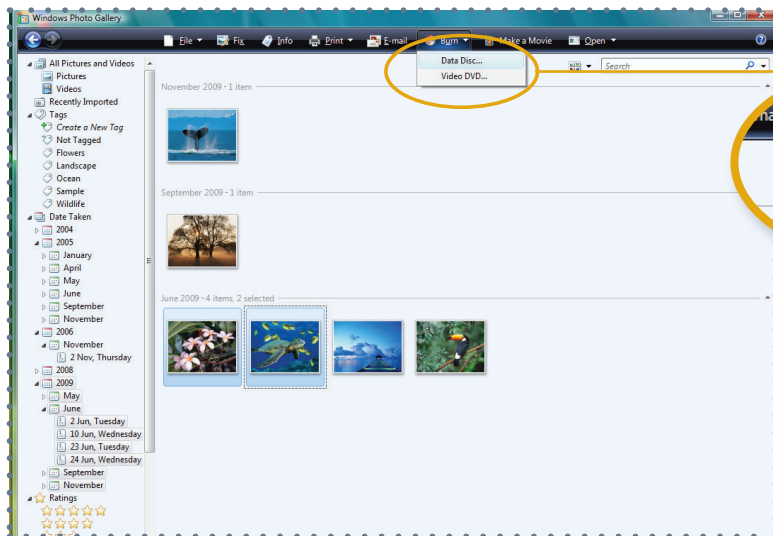 Windows Photo Gallery
File Fix Info Print E-mail Burn Make a Movie Open
Data Disc...
Video DVD...
Search
All Pictures and Videos
Pictures
Videos
Recently Imported
Tags
Create a New Tag
Not Tagged
Flowers
Landscape
Ocean
Sample
Wildlife
Date Taken
2004
2005
January
April
May
June
September
November
2006
November
2 Nov, Thursday
2008
2009
May
June
2 Jun, Tuesday
10 Jun, Wednesday
23 Jun, Tuesday
24 Jun, Wednesday
September
November
Ratings
November 2009 - 1 item
September 2009 - 1 item
June 2009 - 4 items, 2 selected